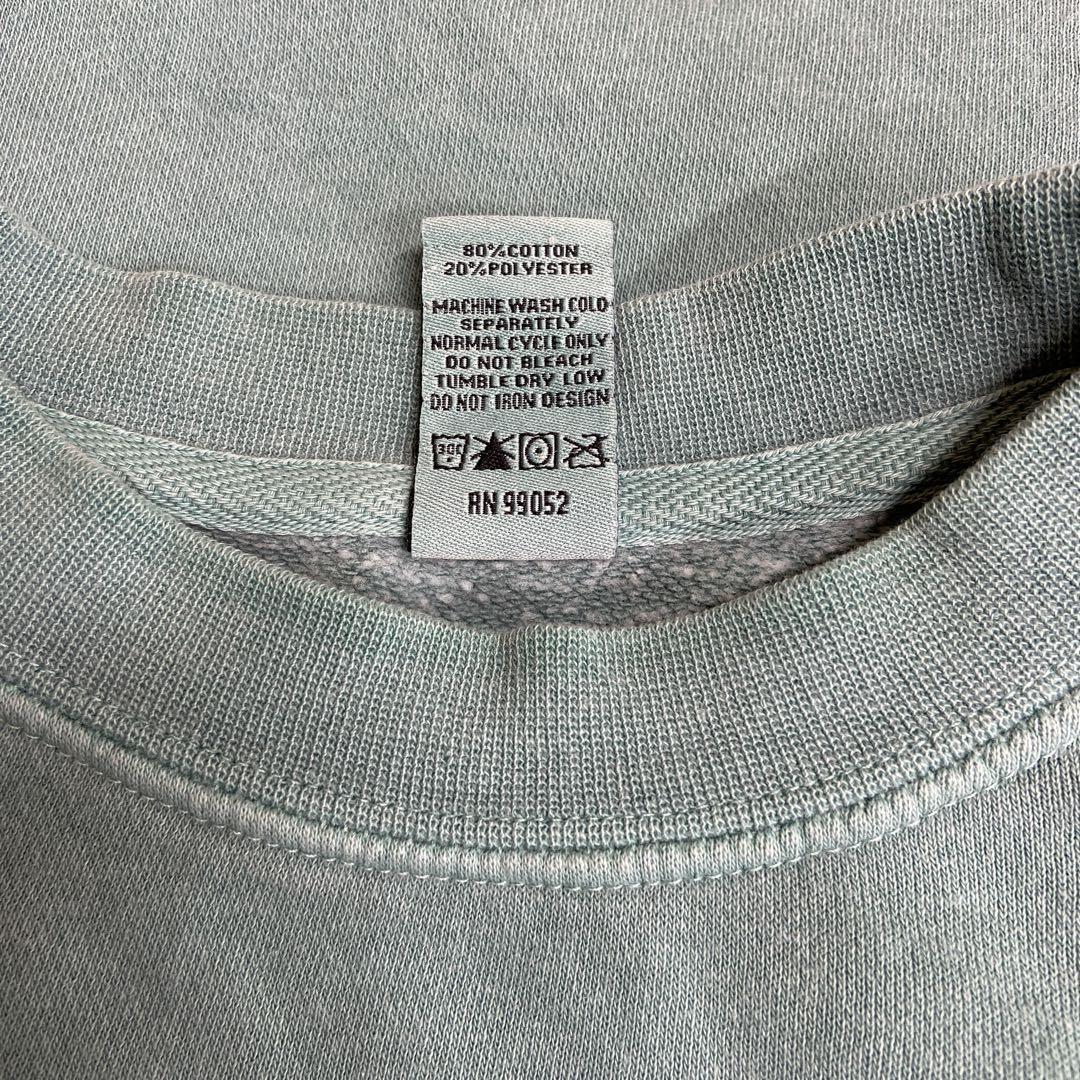 80%COTTON
20%POLYESTER
MACHINE WASH COLD
SEPARATELY
NORMAL CYCLE ONLY
DO NOT BLEACH
TUMBLE DRY LOW
DO NOT IRON DESIGN
30C
RN 99052